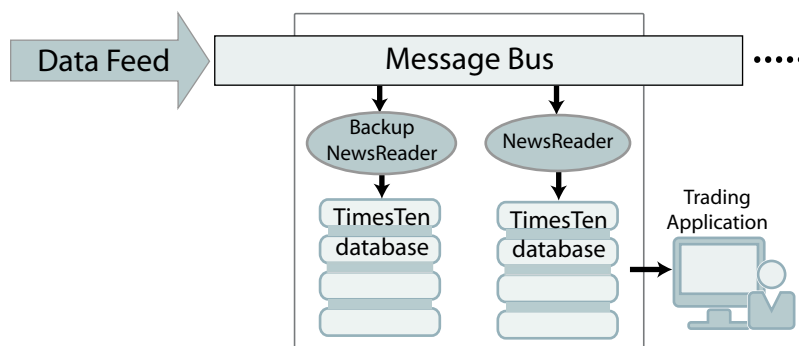 Data Feed
Message Bus
Backup
NewsReader
NewsReader
TimesTen
database
TimesTen
database
Trading
Application